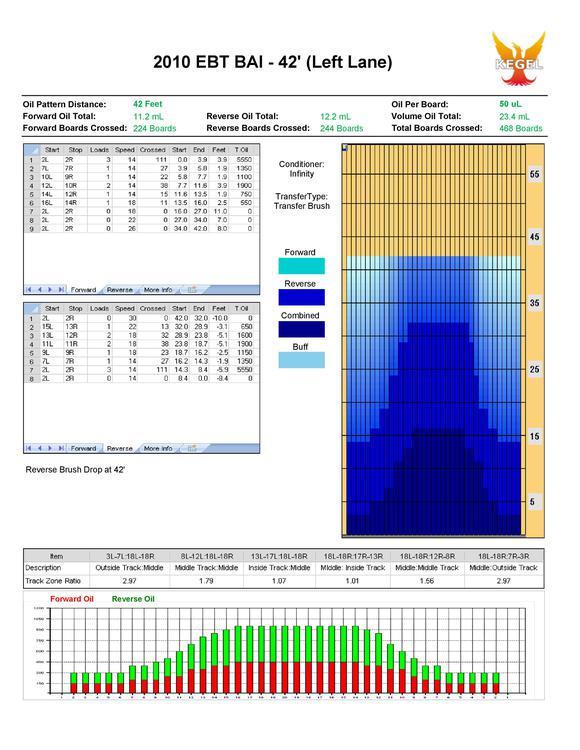 2010 EBT BAI - 42' (Left Lane)
KEGEL
Oil Pattern Distance: 42 Feet Oil Per Board: 50 uL
Forward Oil Total: 11.2 mL Reverse Oil Total: 12.2 mL Volume Oil Total: 23.4 mL
Forward Boards Crossed: 224 Boards Reverse Boards Crossed: 244 Boards Total Boards Crossed: 468 Boards
Start Stop Loads Speed Crossed Start End Feet T Oil
1 2L 2R 3 14 111 0.0 3.9 3.9 5550
2 7L 7R 1 14 27 3.9 5.8 1.9 1350
3 10L 9R 1 14 22 5.8 7.7 1.9 1100
4 12L 10R 2 14 38 7.7 11.6 3.9 1900
5 14L 12R 1 14 15 11.6 13.5 1.9 750
6 16L 14R 1 18 11 13.5 16.0 2.5 550
7 2L 2R 0 18 0 16.0 27.0 11.0 0
8 2L 2R 0 22 0 27.0 34.0 7.0 0
9 2L 2R 0 26 0 34.0 42.0 8.0 0
Forward Reverse More Info
Start Stop Loads Speed Crossed Start End Feet T Oil
1 2L 2R 0 30 0 42.0 32.0 -10.0 0
2 15L 13R 1 22 13 32.0 28.9 -3.1 650
3 13L 12R 2 18 32 28.9 23.8 -5.1 1600
4 11L 11R 2 18 38 23.8 18.7 -5.1 1900
5 9L 9R 1 18 23 18.7 16.2 -2.5 1150
6 7L 7R 1 14 27 16.2 14.3 -1.9 1350
7 2L 2R 3 14 111 14.3 8.4 -5.9 5550
8 2L 2R 0 14 0 8.4 0.0 -8.4 0
Forward Reverse More Info
Reverse Brush Drop at 42'
Conditioner:
Infinity
TransferType:
Transfer Brush
Forward
Reverse
Combined
Buff
55
45
35
25
15
5
Item 3L-7L:18L-18R 8L-12L:18L-18R 13L-17L:18L-18R 18L-18R:17R-13R 18L-18R:12R-8R 18L-18R:7R-3R
Description Outside Track:Middle Middle Track:Middle Inside Track:Middle Middle: Inside Track Middle:Middle Track Middle:Outside Track
Track Zone Ratio 2.97 1.79 1.07 1.01 1.56 2.97
Forward Oil Reverse Oil